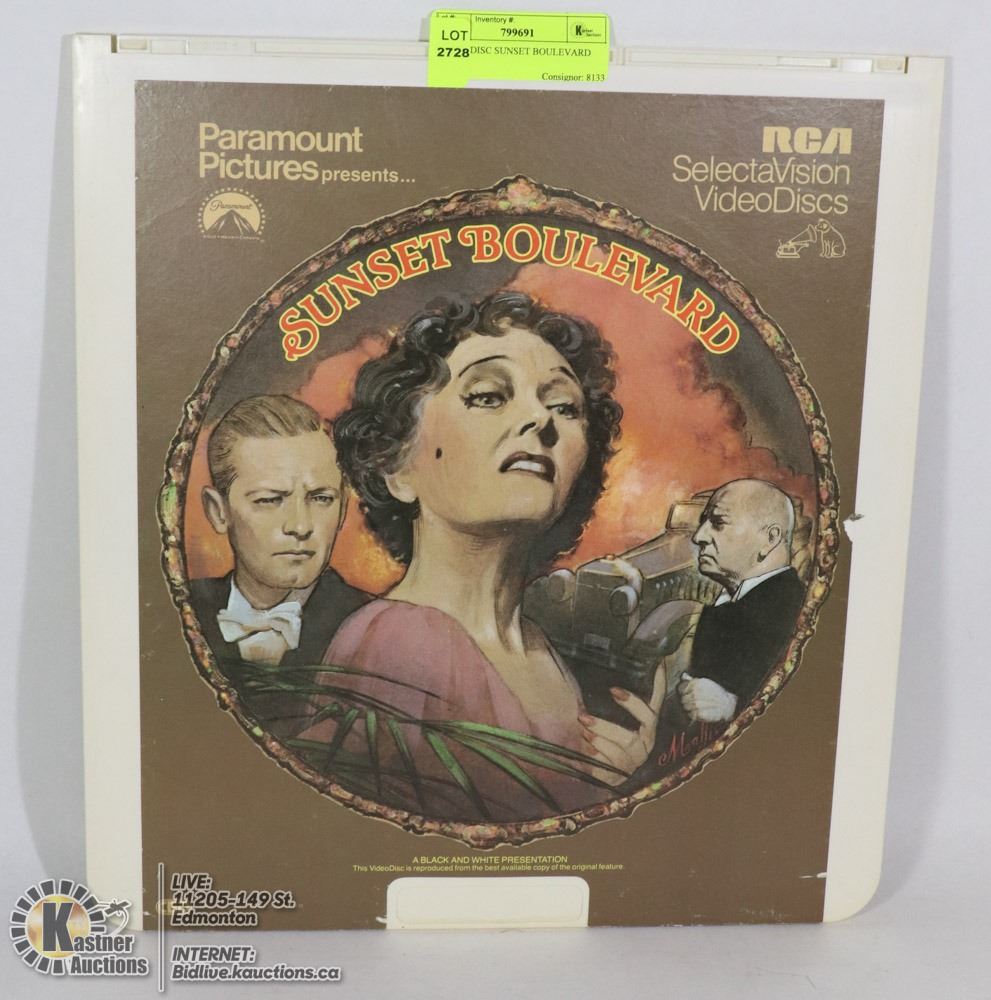 Inventory #:
LOT 799691
2728 DISC SUNSET BOULEVARD
Consignor: 8133
Paramount
Pictures presents...
Paramount
RCA
SelectaVision
VideoDiscs
SUNSET BOULEVARD
A BLACK AND WHITE PRESENTATION
This VideoDisc is reproduced from the best available copy of the original feature.
LIVE:
11205-149 St.
Edmonton
INTERNET:
Bidlive.kauctions.ca
Kastner
Auctions